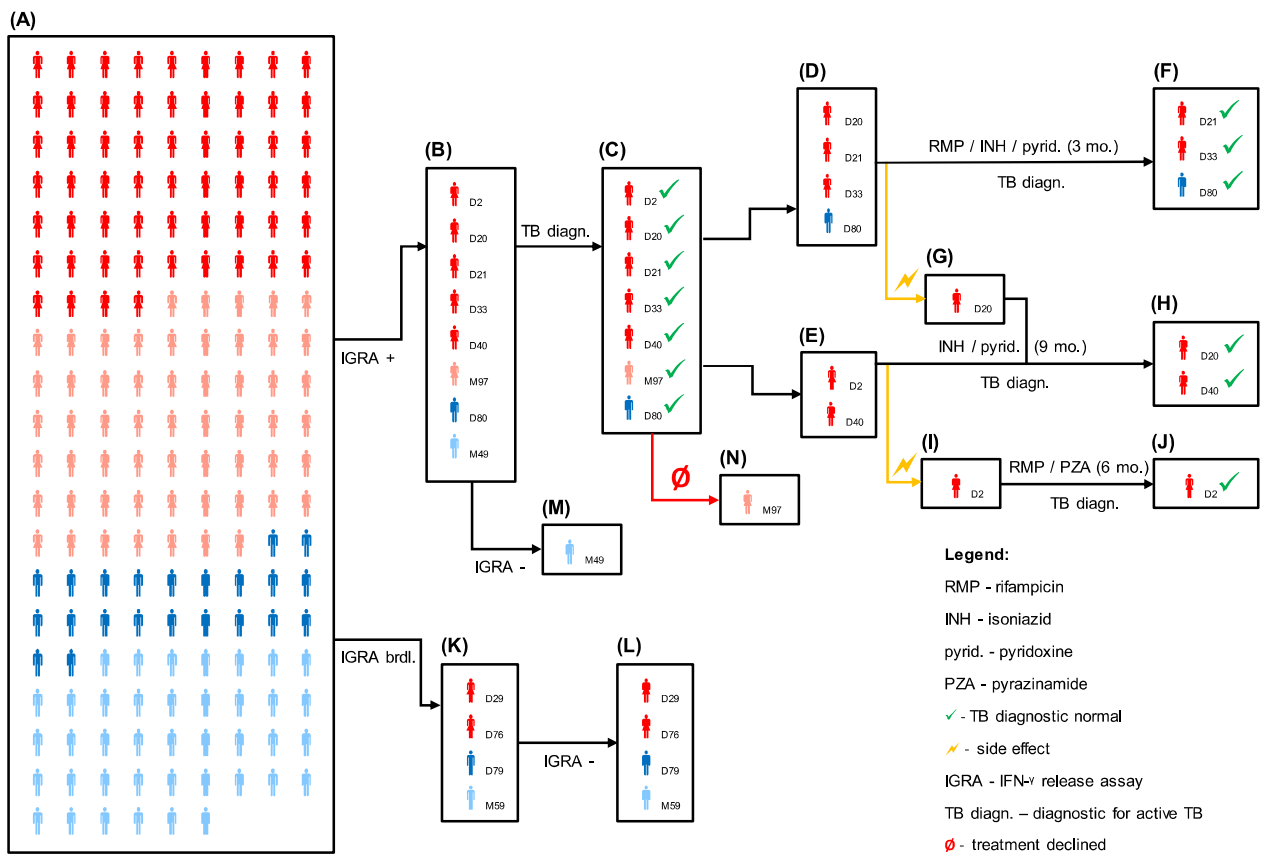 (A)
IGRA +
IGRA brdl.
(B)
D2
D20
D21
D33
D40
M97
D80
M49
TB diagn.
IGRA -
(C)
D2
D20
D21
D33
D40
M97
D80
Ø
(D)
D20
D21
D33
D80
RMP / INH / pyrid. (3 mo.)
TB diagn.
(E)
D2
D40
INH / pyrid. (9 mo.)
TB diagn.
(F)
D21
D33
D80
(G)
D20
(H)
D20
D40
(I)
D2
RMP / PZA (6 mo.)
TB diagn.
(J)
D2
(K)
D29
D76
D79
M59
IGRA -
(L)
D29
D76
D79
M59
(M)
M49
(N)
M97
Legend:
RMP - rifampicin
INH - isoniazid
pyrid. - pyridoxine
PZA - pyrazinamide
✓ - TB diagnostic normal
- side effect
IGRA - IFN-γ release assay
TB diagn. – diagnostic for active TB
Ø - treatment declined